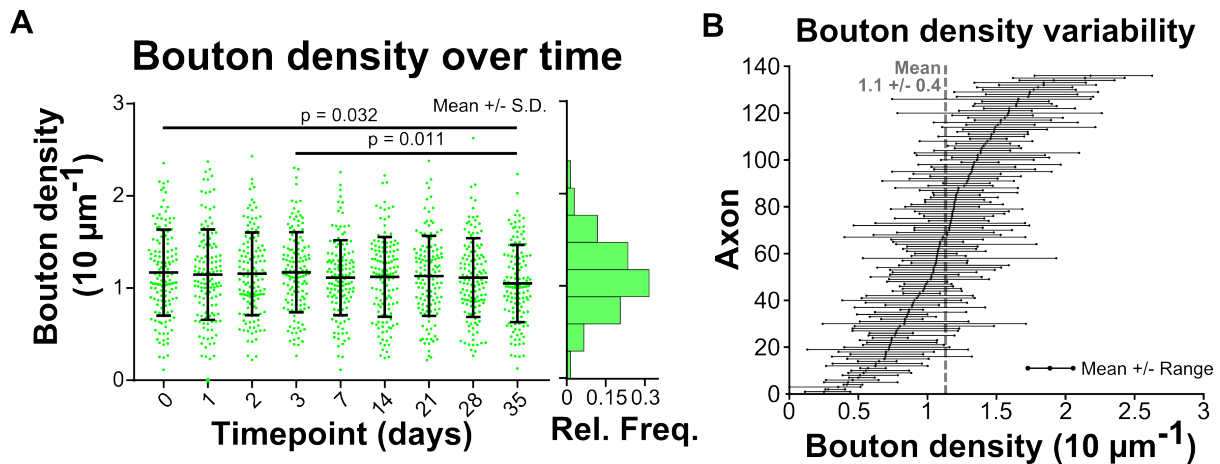 A
Bouton density over time
Bouton density
(10 µm-1)
Mean +/- S.D.
p = 0.032
p = 0.011
3
2
1
0
0 1 2 3 7 14 21 28 35
Timepoint (days)
0 0.15 0.3
Rel. Freq.
B
Bouton density variability
Mean
1.1 +/- 0.4
Axon
140
120
100
80
60
40
20
0
Mean +/- Range
0 0.5 1 1.5 2 2.5 3
Bouton density (10 µm-1)